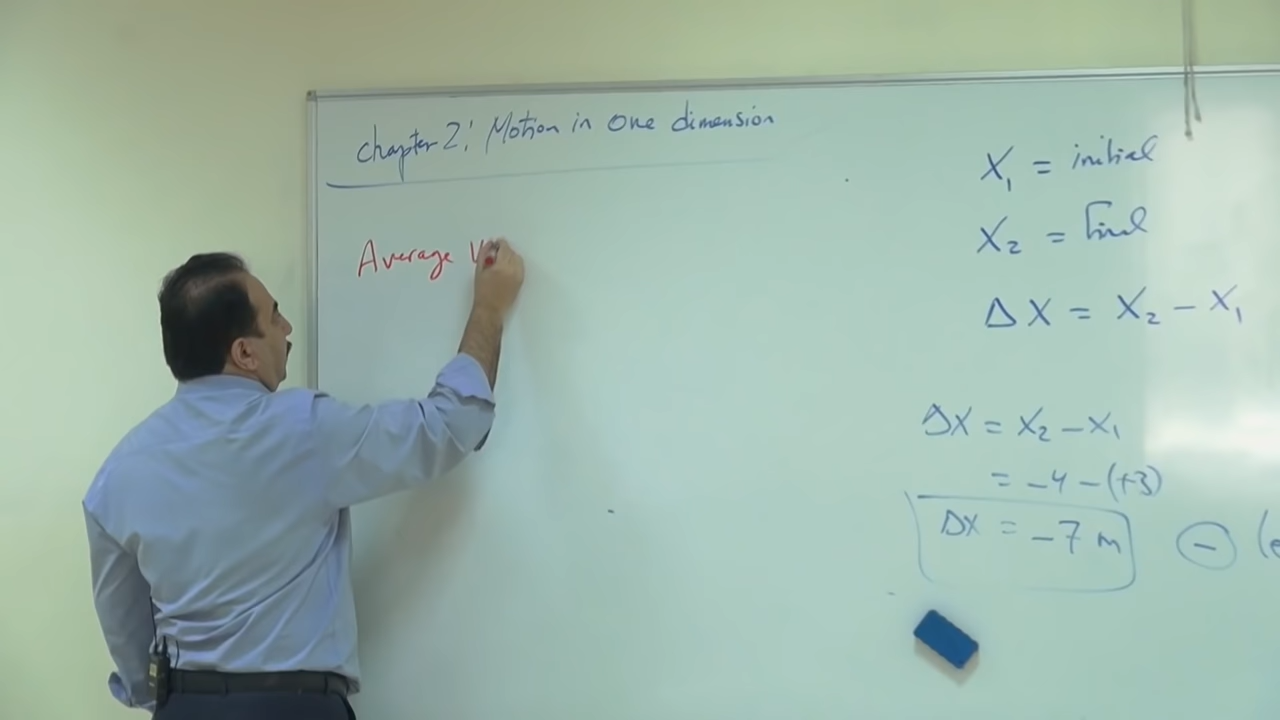 chapter 2: Motion in one dimension
Average V
X₁ = initial
X₂ = Final
ΔX = X₂ - X₁
ΔX = X₂ - X₁
= -4 - (+3)
ΔX = -7 m - (